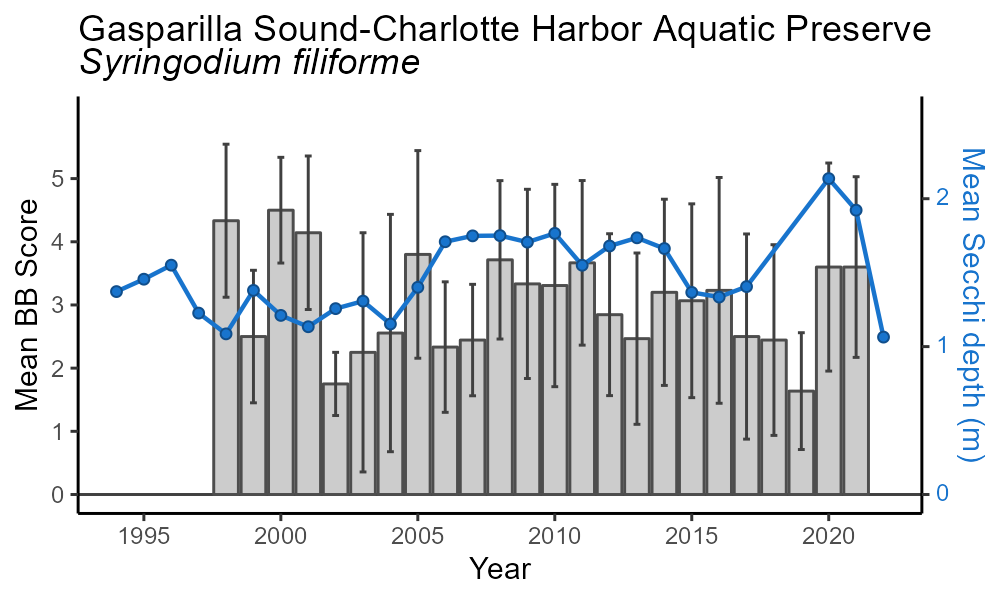 Gasparilla Sound-Charlotte Harbor Aquatic Preserve
Syringodium filiforme
Mean BB Score
5
4
3
2
1
0
Mean Secchi depth (m)
2
1
0
1995 2000 2005 2010 2015 2020
Year